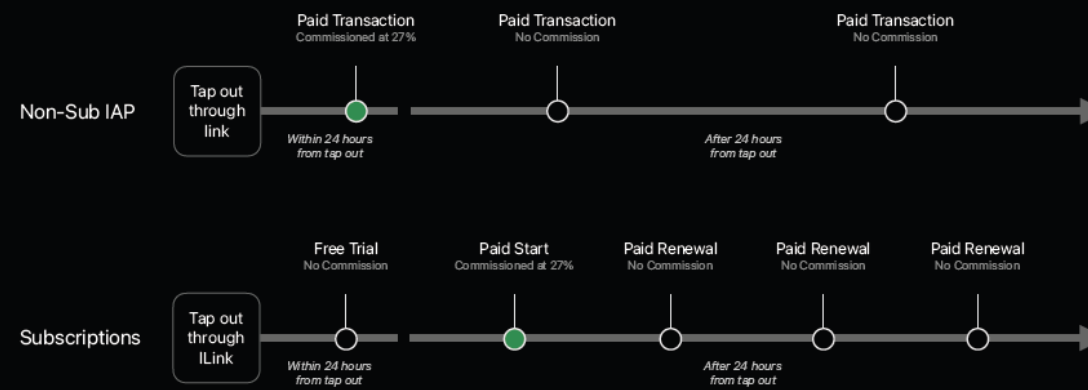 Paid Transaction
Commissioned at 27%
Paid Transaction
No Commission
Paid Transaction
No Commission
Non-Sub IAP
Tap out
through
link
Within 24 hours
from tap out
After 24 hours
from tap out
Free Trial
No Commission
Paid Start
Commissioned at 27%
Paid Renewal
No Commission
Paid Renewal
No Commission
Paid Renewal
No Commission
Subscriptions
Tap out
through
ILink
Within 24 hours
from tap out
After 24 hours
from tap out